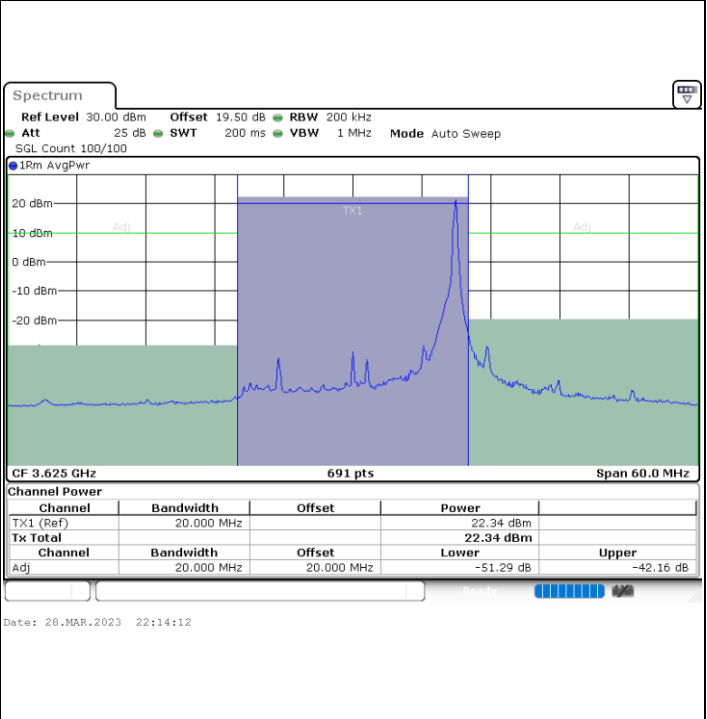 Spectrum
Ref Level 30.00 dBm Offset 19.50 dB RBW 200 kHz
Att 25 dB SWT 200 ms VBW 1 MHz Mode Auto Sweep
SGL Count 100/100
1Rm AvgPwr
20 dBm
TX1
Adj Adj
10 dBm
0 dBm
-10 dBm
-20 dBm
CF 3.625 GHz 691 pts Span 60.0 MHz
Channel Power
Channel Bandwidth Offset Power
TX1 (Ref) 20.000 MHz 22.34 dBm
Tx Total 22.34 dBm
Channel Bandwidth Offset Lower Upper
Adj 20.000 MHz 20.000 MHz -51.29 dB -42.16 dB
Ready
Date: 28.MAR.2023 22:14:12